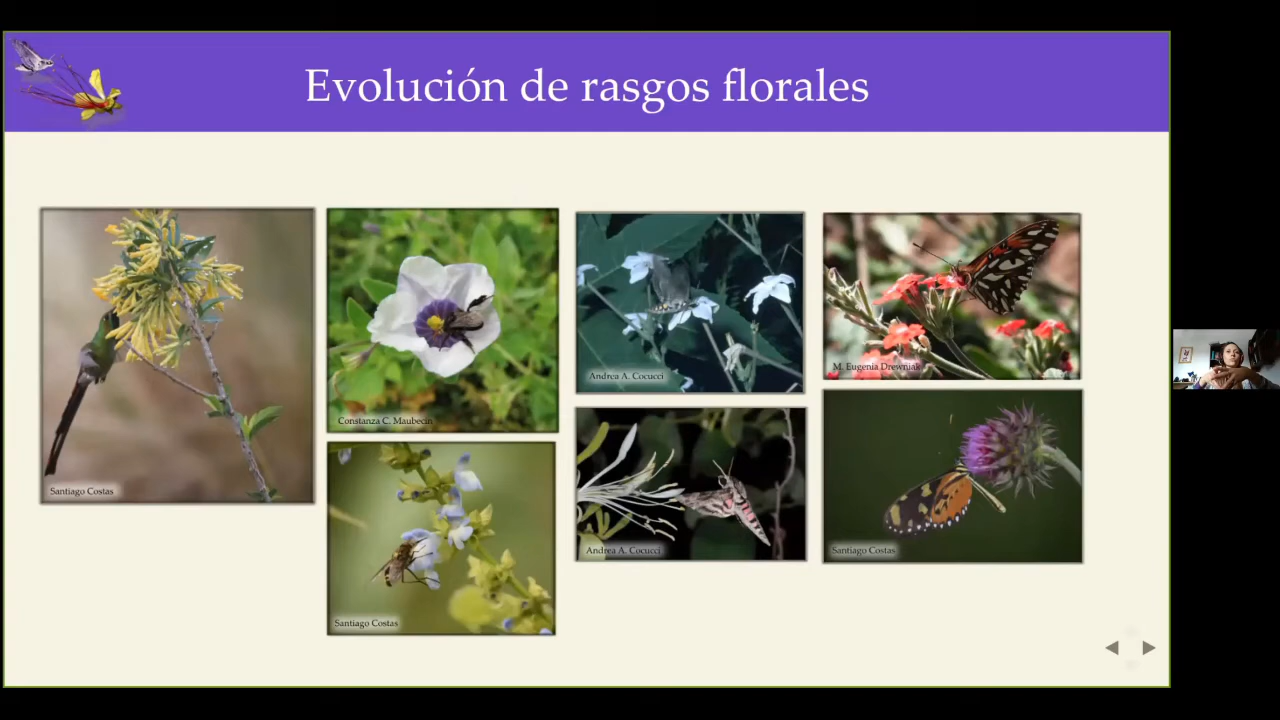 Evolución de rasgos florales
Santiago Costas
Constanza C. Maubecin
Santiago Costas
Andrea A. Cocucci
Andrea A. Cocucci
M. Eugenia Drewniak
Santiago Costas